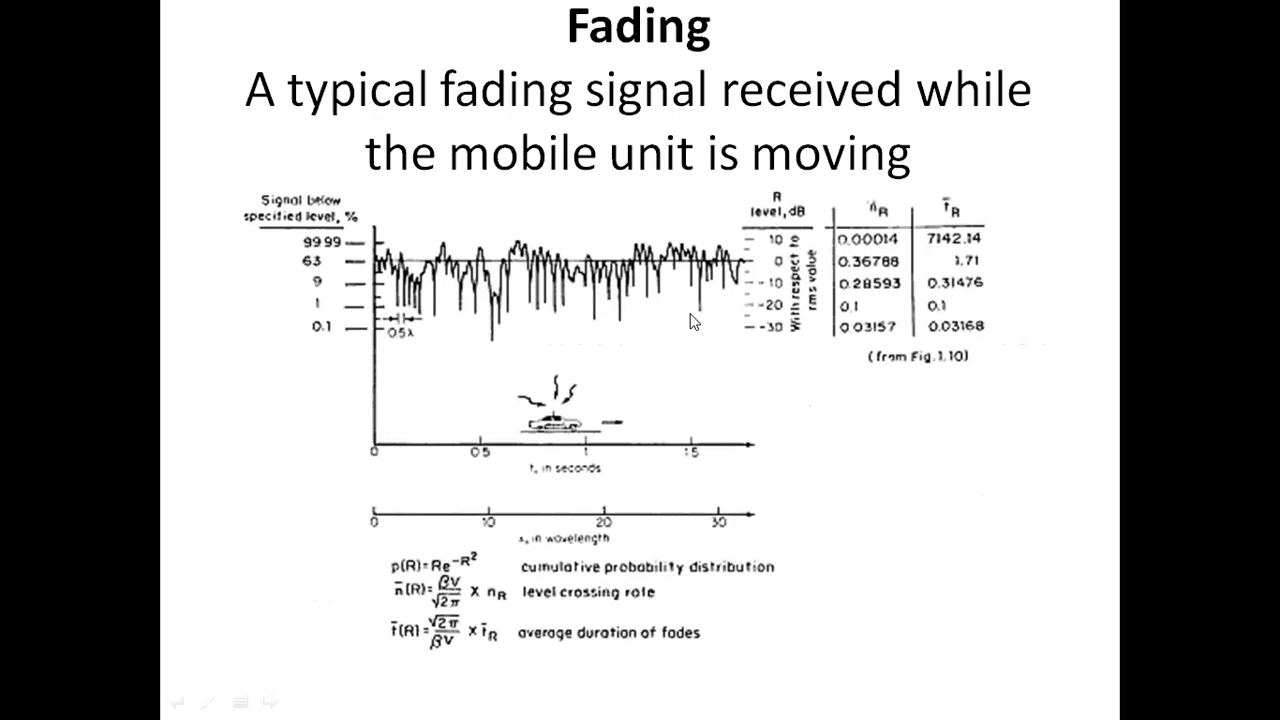 Fading
A typical fading signal received while
the mobile unit is moving
Signal below
specified level, %
99 99
63
9
1
0.1
0.5λ
R
level, dB
10
0
-10
-20
-30
With respect to
rms value
n̄R t̄R
0.00014 7142.14
0.36788 1.71
0.28593 0.31476
0.1 0.1
0.03157 0.03168
(from Fig. 1.10)
0 0 5 1 1 5
t, in seconds
0 10 20 30
x, in wavelength
p(R)=Re^-R² cumulative probability distribution
n̄(R)= βV/√2π × nR level crossing rate
t̄(R)= √2π/βV × t̄R average duration of fades